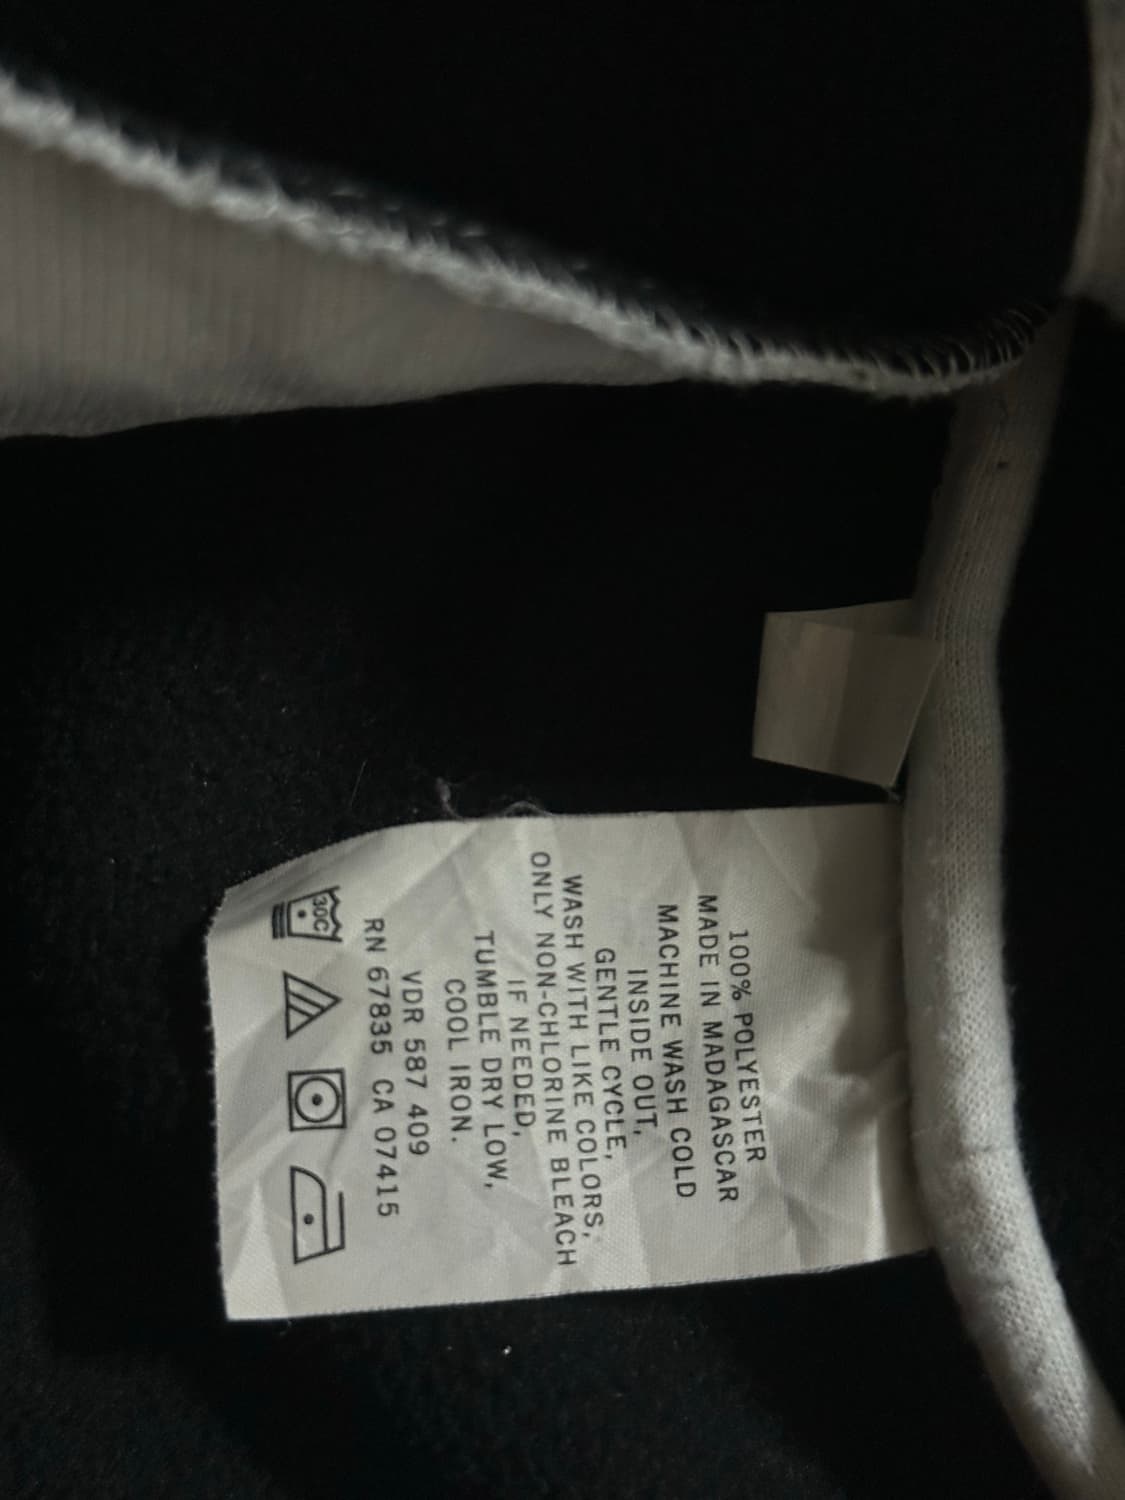 100% POLYESTER
MADE IN MADAGASCAR
MACHINE WASH COLD
INSIDE OUT,
GENTLE CYCLE,
WASH WITH LIKE COLORS,
ONLY NON-CHLORINE BLEACH
IF NEEDED,
TUMBLE DRY LOW,
COOL IRON.
VDR 587 409
RN 67835 CA 07415
30C